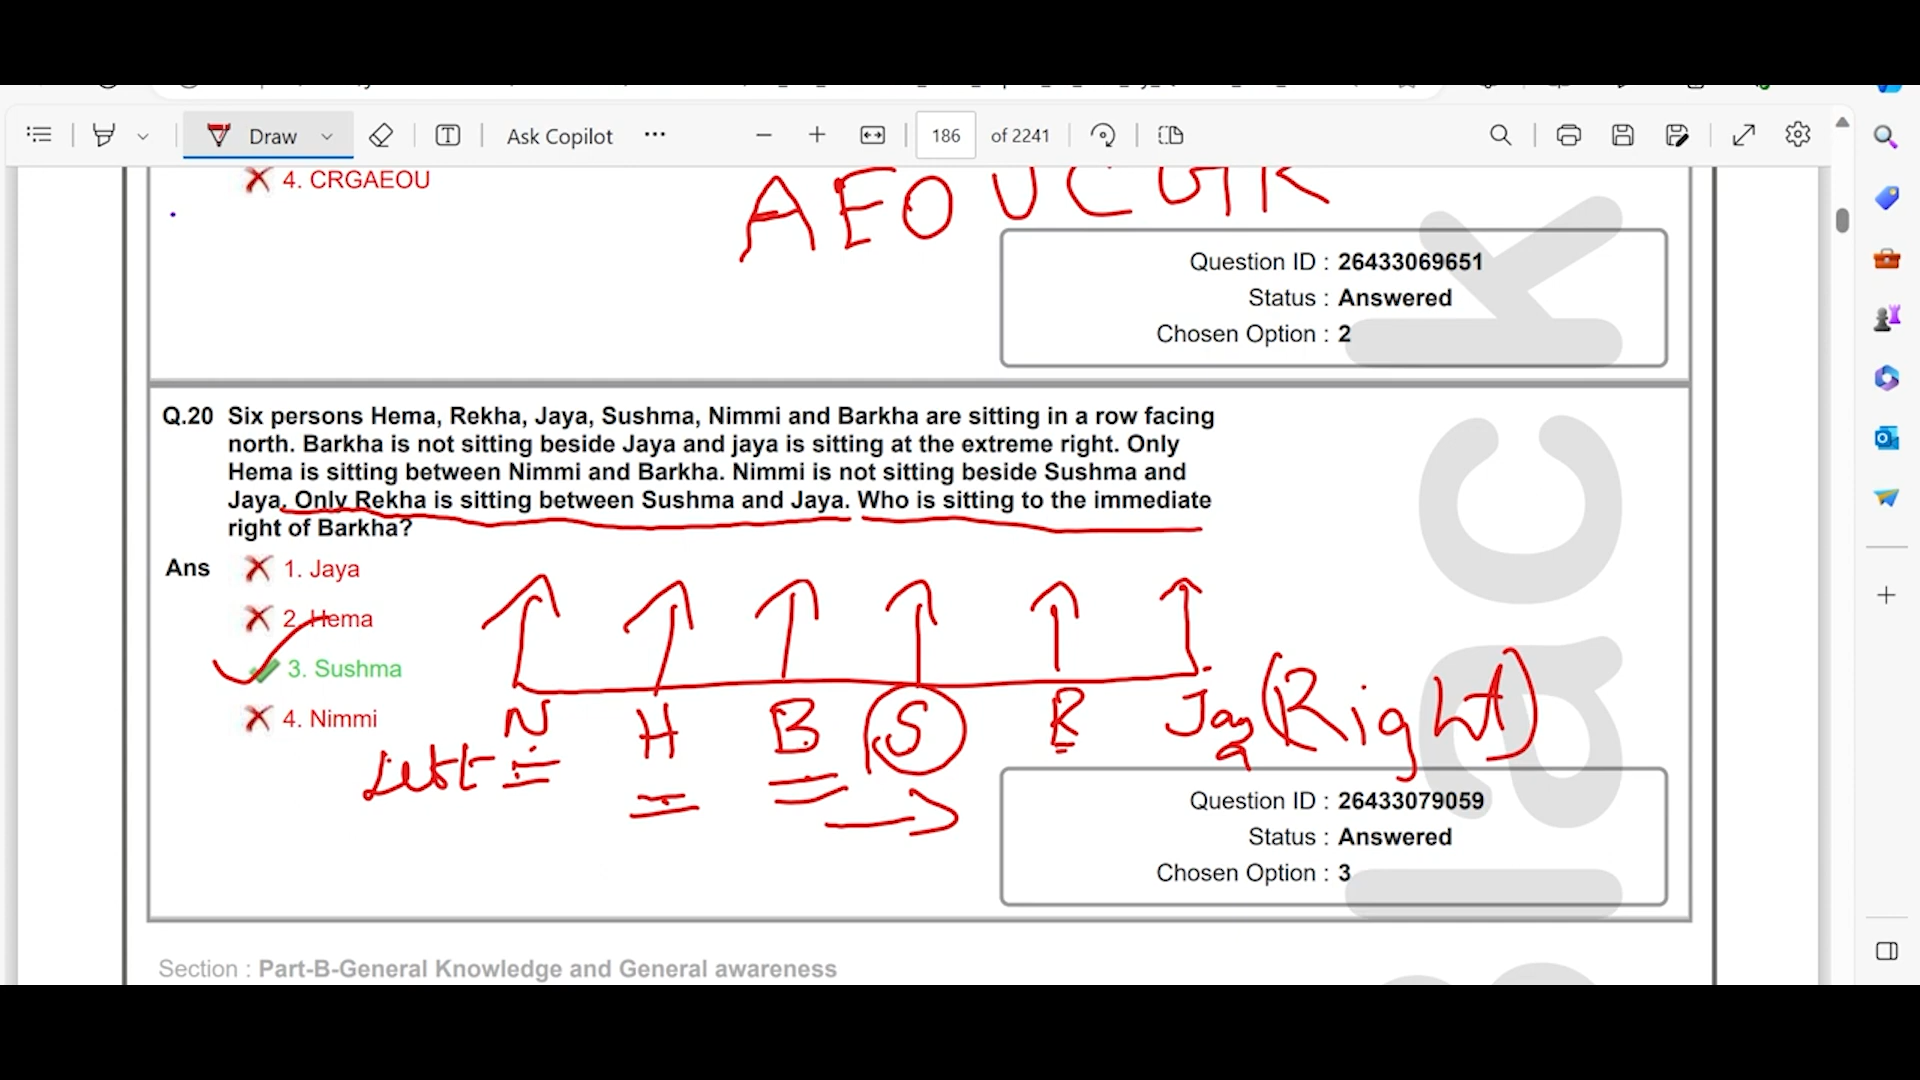 Draw
Ask Copilot
186 of 2241
4. CRGAEOU
A E O U C G R
Question ID : 26433069651
Status : Answered
Chosen Option : 2
Q.20 Six persons Hema, Rekha, Jaya, Sushma, Nimmi and Barkha are sitting in a row facing
north. Barkha is not sitting beside Jaya and jaya is sitting at the extreme right. Only
Hema is sitting between Nimmi and Barkha. Nimmi is not sitting beside Sushma and
Jaya. Only Rekha is sitting between Sushma and Jaya. Who is sitting to the immediate
right of Barkha?
Ans 1. Jaya
2. Hema
3. Sushma
4. Nimmi
N H B S R Jaya (Right)
Left
Question ID : 26433079059
Status : Answered
Chosen Option : 3
Section : Part-B-General Knowledge and General awareness